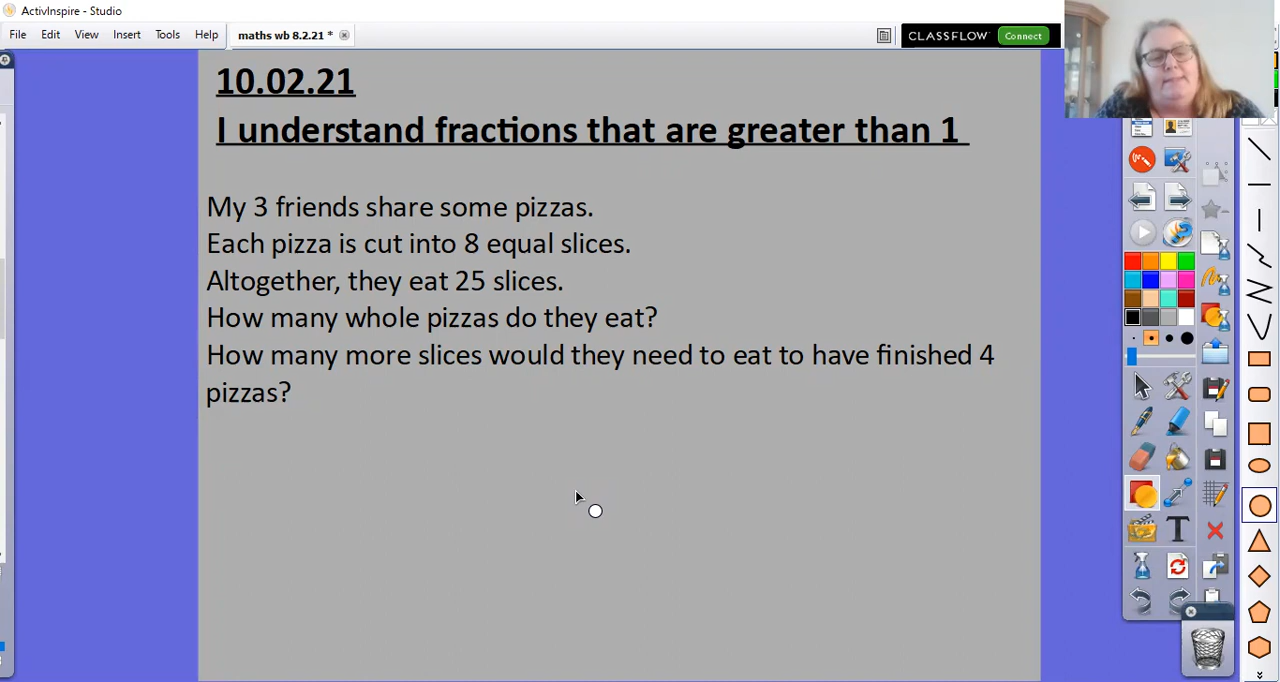 ActivInspire - Studio
File Edit View Insert Tools Help
maths wb 8.2.21 *
CLASSFLOW Connect
10.02.21
I understand fractions that are greater than 1
My 3 friends share some pizzas.
Each pizza is cut into 8 equal slices.
Altogether, they eat 25 slices.
How many whole pizzas do they eat?
How many more slices would they need to eat to have finished 4
pizzas?